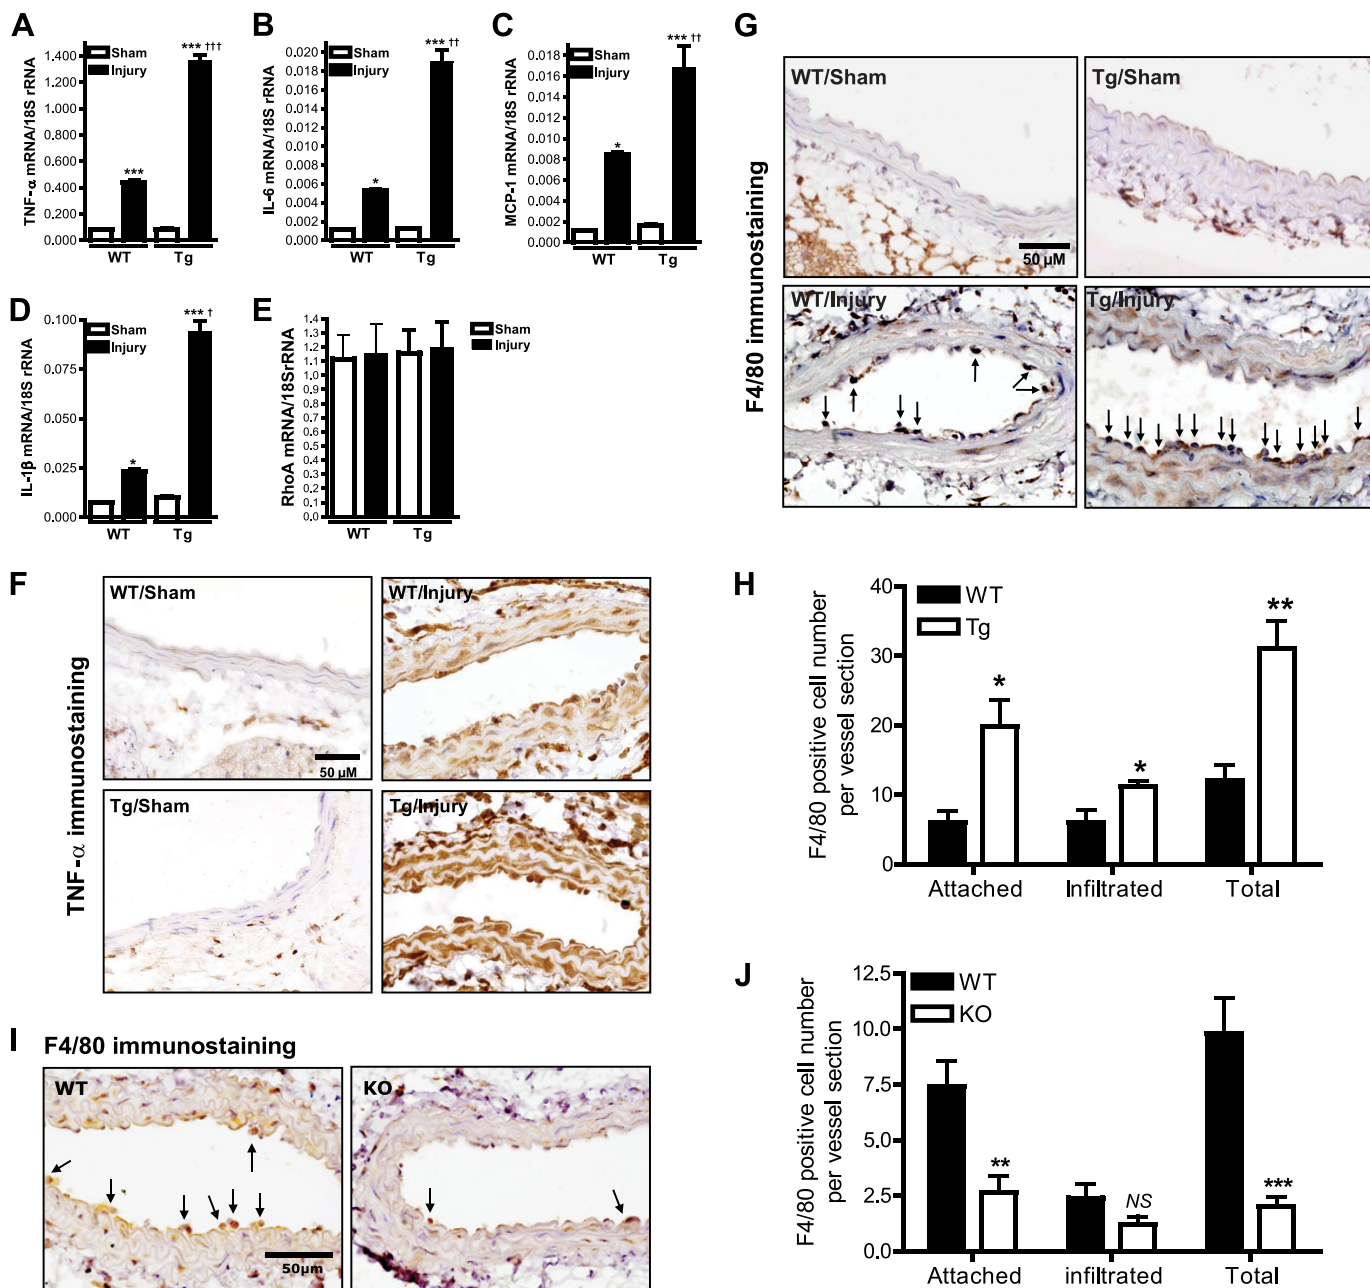 A
TNF-α mRNA/18S rRNA
1.400
1.200
1.000
0.800
0.600
0.400
0.200
0.000
Sham
Injury
***
*** †††
WT
Tg
B
IL-6 mRNA/18S rRNA
0.020
0.018
0.016
0.014
0.012
0.010
0.008
0.006
0.004
0.002
0.000
Sham
Injury
*
*** ††
WT
Tg
C
MCP-1 mRNA/18S rRNA
0.018
0.016
0.014
0.012
0.010
0.008
0.006
0.004
0.002
0.000
Sham
Injury
*
*** ††
WT
Tg
D
IL-1β mRNA/18S rRNA
0.100
0.075
0.050
0.025
0.000
Sham
Injury
*
*** †
WT
Tg
E
RhoA mRNA/18SrRNA
1.4
1.3
1.2
1.1
1.0
0.9
0.8
0.7
0.6
0.5
0.4
0.3
0.2
0.1
0.0
Sham
Injury
WT
Tg
F
TNF-α immunostaining
WT/Sham
50 μM
WT/Injury
Tg/Sham
Tg/Injury
G
F4/80 immunostaining
WT/Sham
50 μM
Tg/Sham
WT/Injury
Tg/Injury
H
F4/80 positive cell number
per vessel section
40
30
20
10
0
WT
Tg
*
*
**
Attached
Infiltrated
Total
I
F4/80 immunostaining
WT
50μm
KO
J
F4/80 positive cell number
per vessel section
12.5
10.0
7.5
5.0
2.5
0.0
WT
KO
**
NS
***
Attached
infiltrated
Total